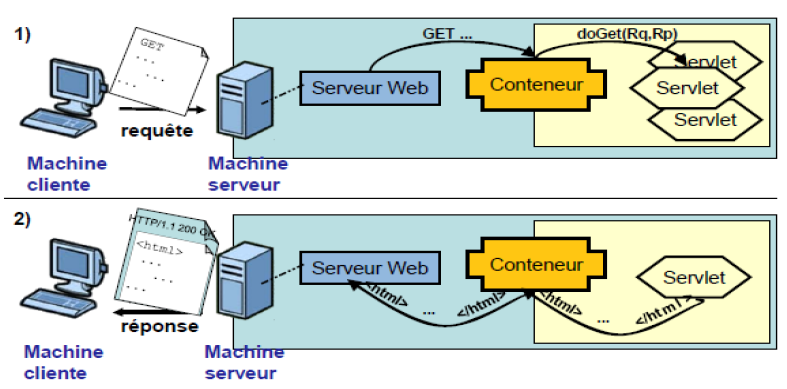 1)
GET
...
...
...
requête
Machine
cliente
Machine
serveur
Serveur Web
GET ...
Conteneur
doGet(Rq,Rp)
Servlet
Servlet
Servlet
2)
HTTP/1.1 200 OK
<html>
...
...
...
réponse
Machine
cliente
Machine
serveur
Serveur Web
<html> ... </html>
Conteneur
<html> ... </html>
Servlet